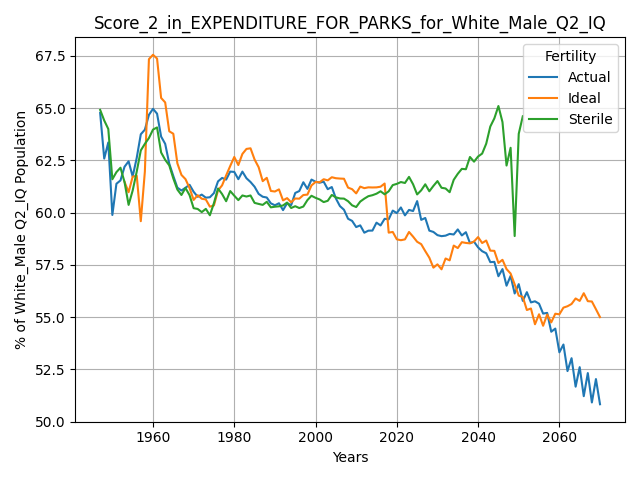 Score_2_in_EXPENDITURE_FOR_PARKS_for_White_Male_Q2_IQ
% of White_Male Q2_IQ Population
67.5
65.0
62.5
60.0
57.5
55.0
52.5
50.0
Fertility
Actual
Ideal
Sterile
1960 1980 2000 2020 2040 2060
Years